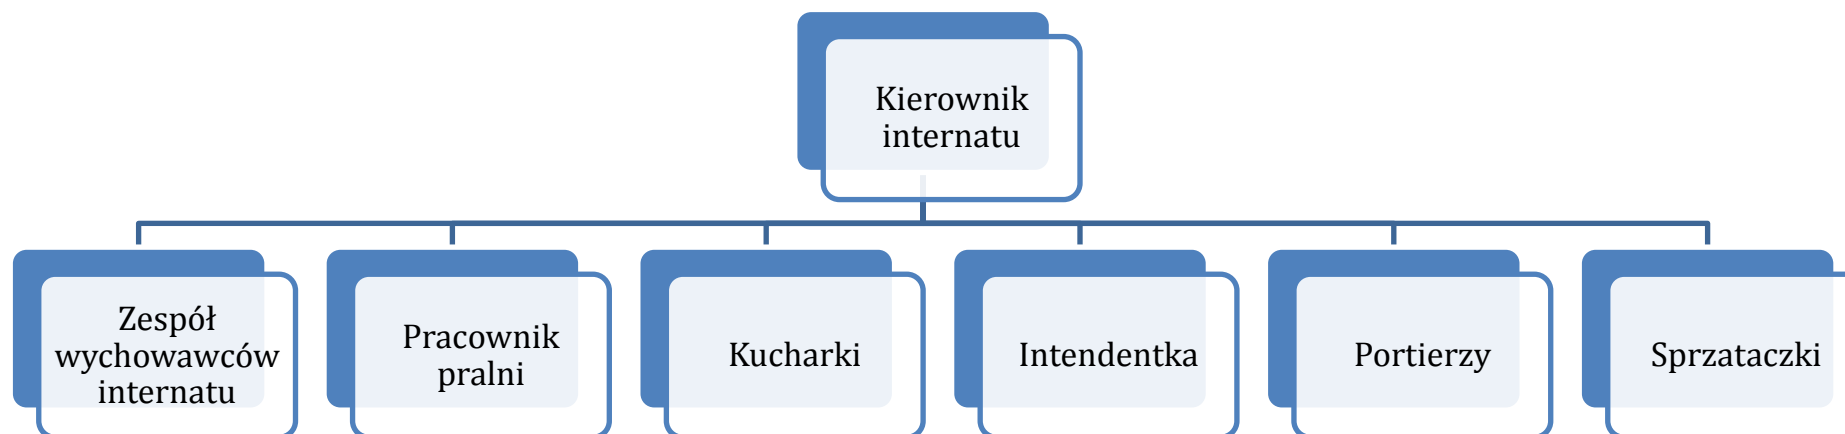 Kierownik
internatu
Zespół
wychowawców
internatu
Pracownik
pralni
Kucharki
Intendentka
Portierzy
Sprzataczki